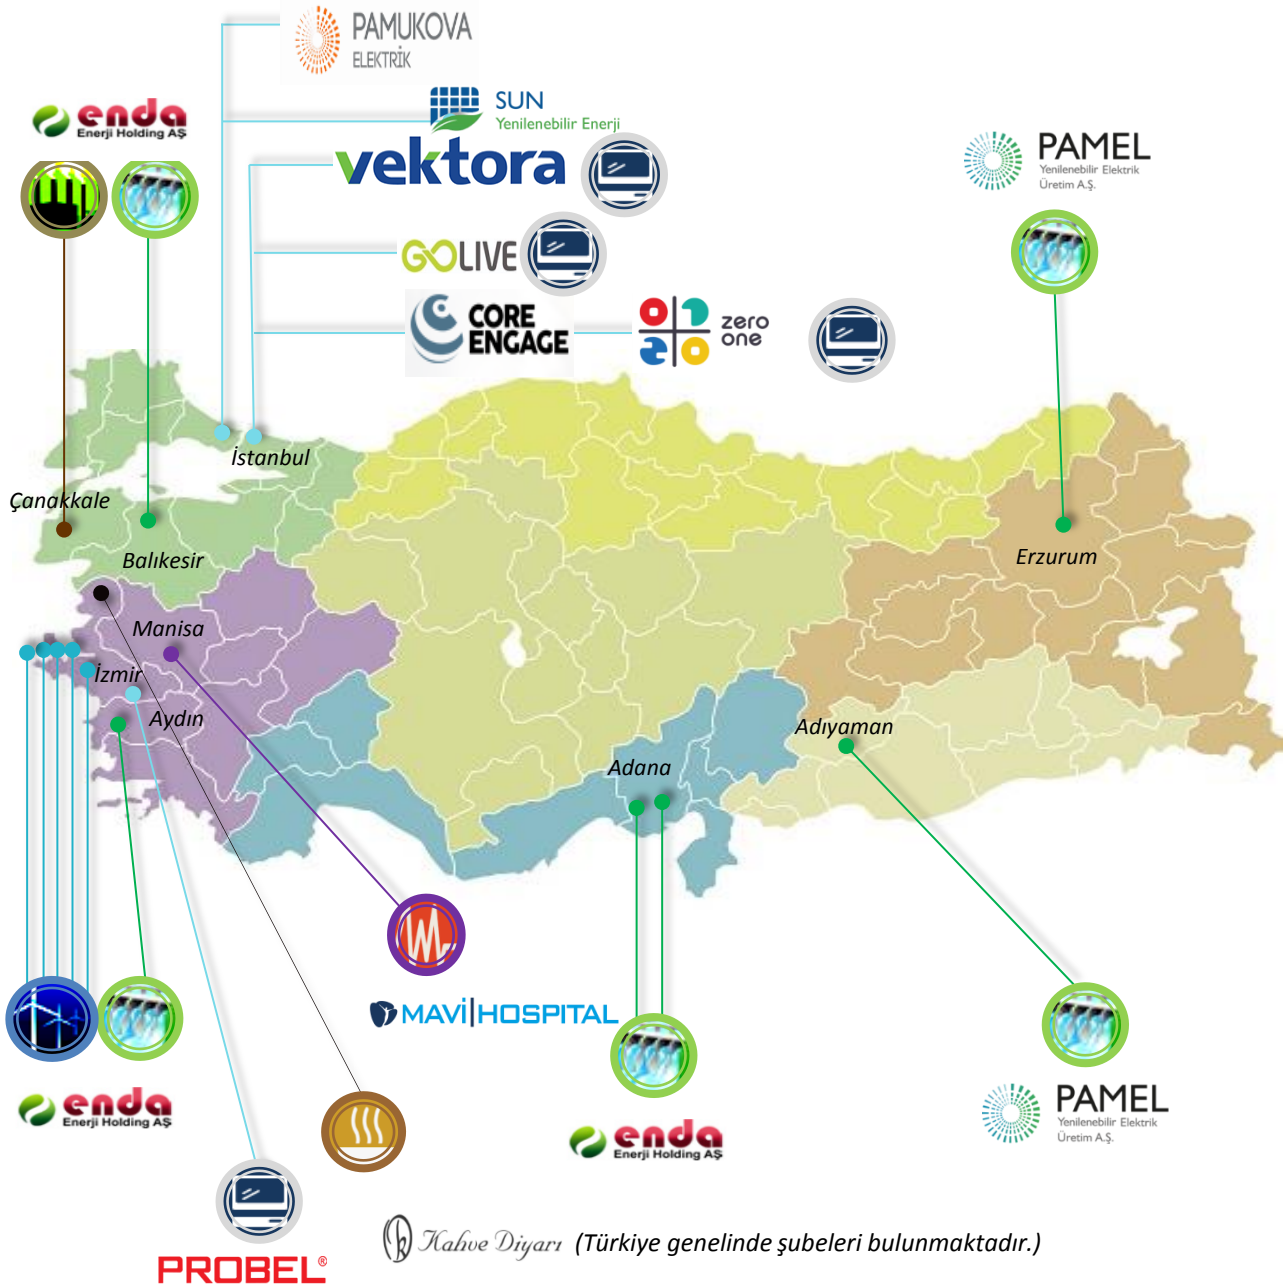 PAMUKOVA
ELEKTRİK
enda
Enerji Holding AŞ
SUN
Yenilenebilir Enerji
vektora
PAMEL
Yenilenebilir Elektrik
Üretim A.Ş.
GOLIVE
CORE
ENGAGE
zero
one
İstanbul
Çanakkale
Balıkesir
Erzurum
Manisa
İzmir
Aydın
Adıyaman
Adana
MAVİ|HOSPITAL
enda
Enerji Holding AŞ
enda
Enerji Holding AŞ
PAMEL
Yenilenebilir Elektrik
Üretim A.Ş.
Kahve Diyarı (Türkiye genelinde şubeleri bulunmaktadır.)
PROBEL®